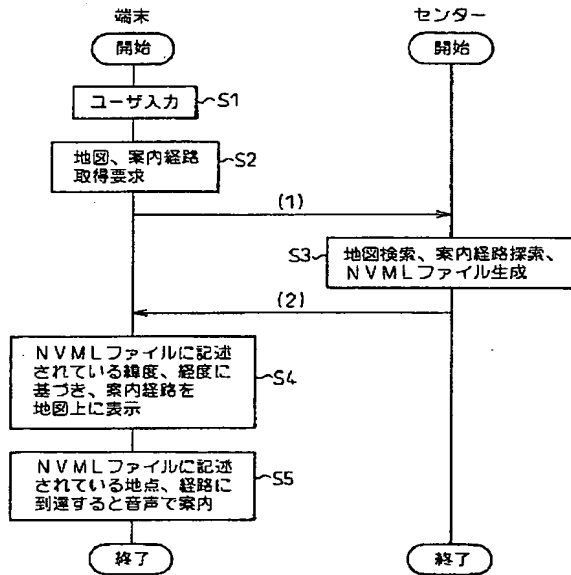 端末
センター
開始
開始
ユーザ入力
S1
地図、案内経路
取得要求
S2
(1)
S3
地図検索、案内経路探索、
NVMLファイル生成
(2)
NVMLファイルに記述
されている緯度、経度に
基づき、案内経路を
地図上に表示
S4
NVMLファイルに記述
されている地点、経路に
到達すると音声で案内
S5
終了
終了